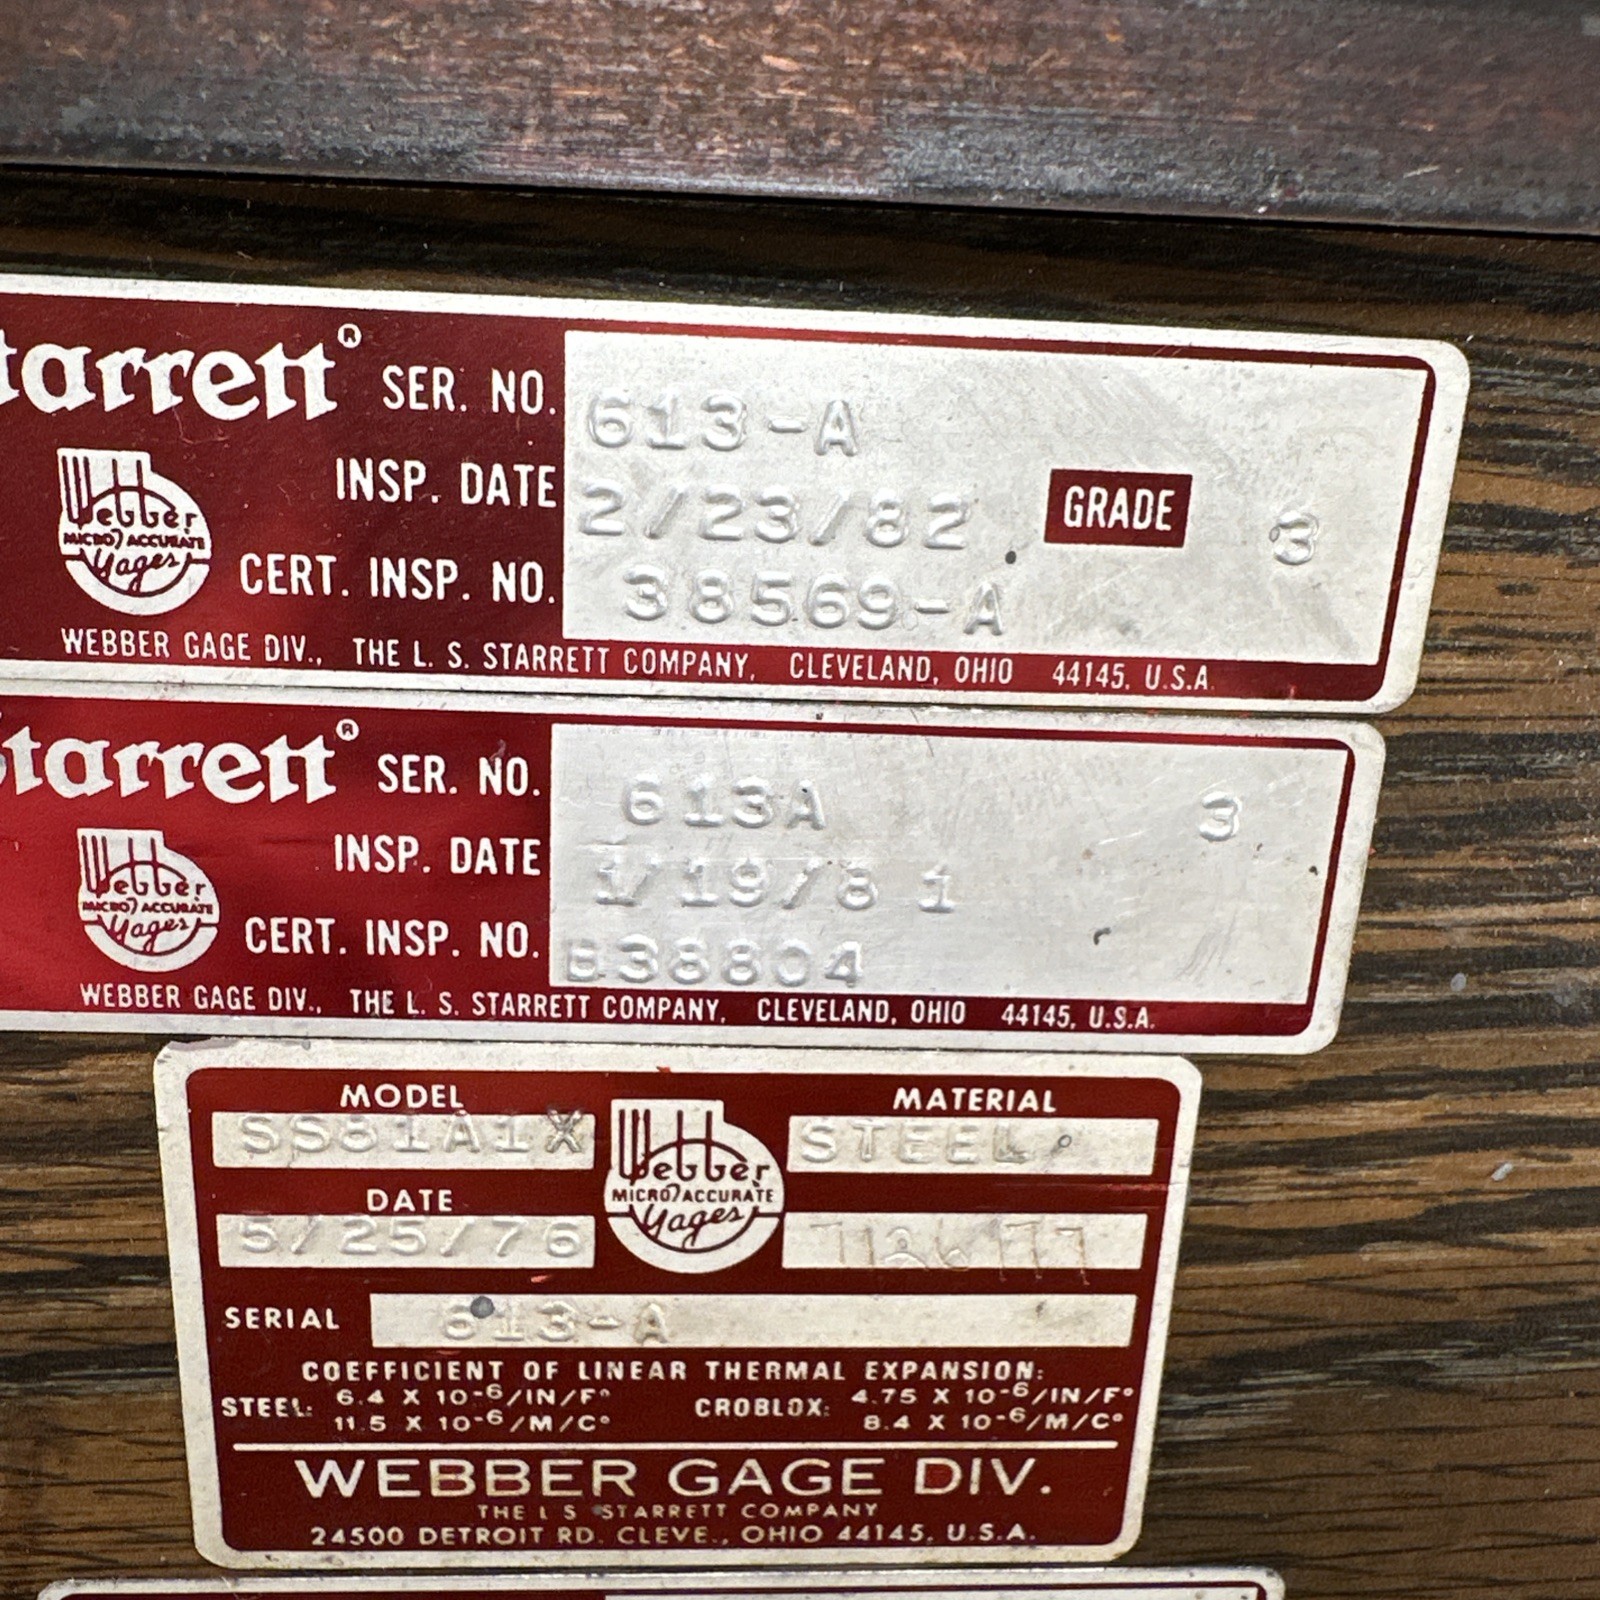 Starrett®
SER. NO. 613-A
INSP. DATE 2/23/82 GRADE 3
CERT. INSP. NO. 38569-A
Webber
MICRO ACCURATE
Gages
WEBBER GAGE DIV., THE L. S. STARRETT COMPANY, CLEVELAND, OHIO 44145, U.S.A.
Starrett®
SER. NO. 613A 3
INSP. DATE 1/19/81
CERT. INSP. NO. B38804
Webber
MICRO ACCURATE
Gages
WEBBER GAGE DIV., THE L. S. STARRETT COMPANY, CLEVELAND, OHIO 44145, U.S.A.
MODEL
SS81A1X
MATERIAL
STEEL
Webber
MICRO ACCURATE
Gages
DATE
5/25/76
SERIAL 613-A
COEFFICIENT OF LINEAR THERMAL EXPANSION:
STEEL: 6.4 X 10-6/IN/F° CROBLOX: 4.75 X 10-6/IN/F°
11.5 X 10-6/M/C° 8.4 X 10-6/M/C°
WEBBER GAGE DIV.
THE L S STARRETT COMPANY
24500 DETROIT RD. CLEVE., OHIO 44145, U.S.A.